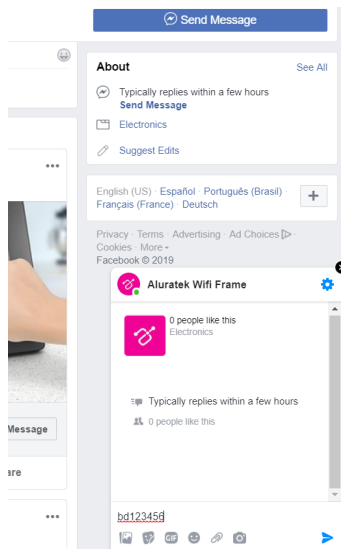 Send Message
About See All
Typically replies within a few hours
Send Message
Electronics
Suggest Edits
English (US) · Español · Português (Brasil) ·
Français (France) · Deutsch
Privacy · Terms · Advertising · Ad Choices ·
Cookies · More
Facebook © 2019
Aluratek Wifi Frame
0 people like this
Electronics
Typically replies within a few hours
0 people like this
Message
are
bd123456
GIF